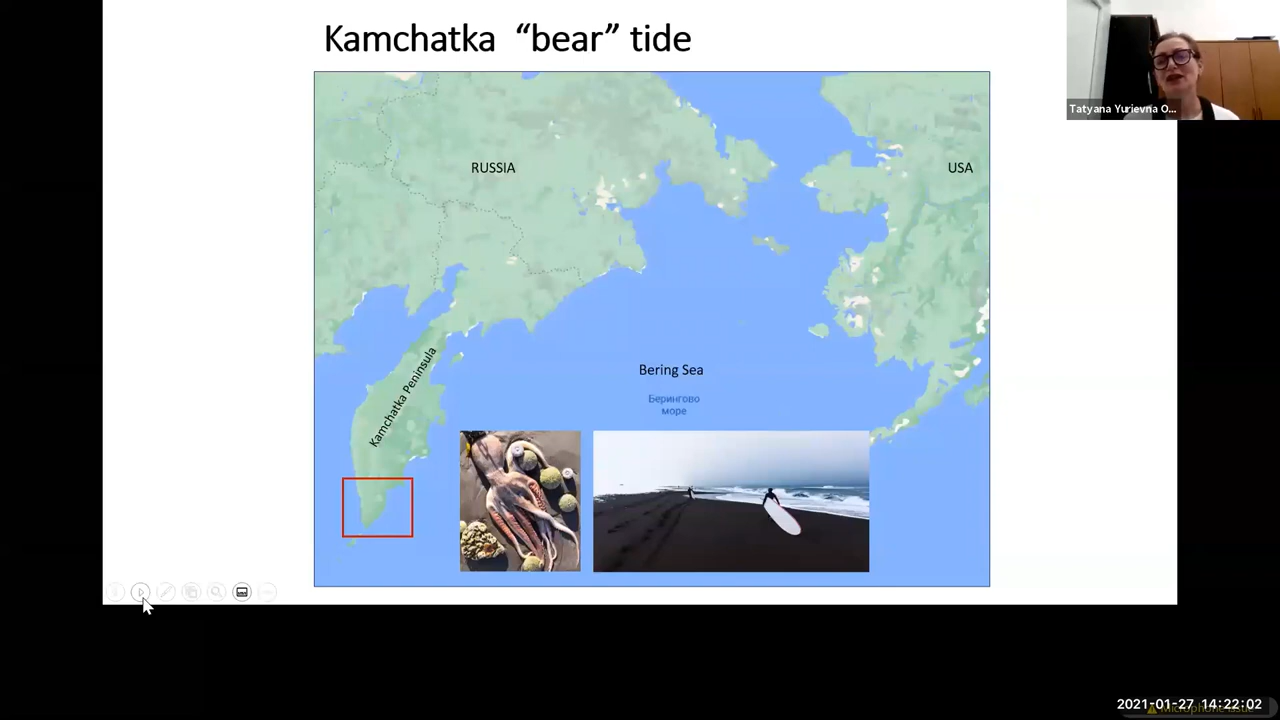 Kamchatka “bear” tide
Tatyana Yurievna O...
RUSSIA
USA
Kamchatka Peninsula
Bering Sea
Берингово
море
2021-01-27 14:22:02